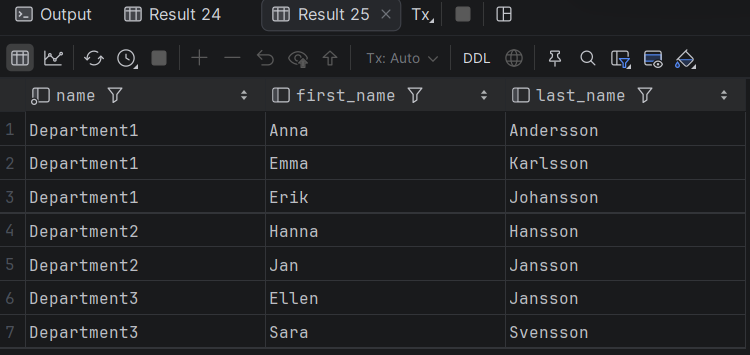 Output Result 24 Result 25 Tx
Tx: Auto DDL
name first_name last_name
1 Department1 Anna Andersson
2 Department1 Emma Karlsson
3 Department1 Erik Johansson
4 Department2 Hanna Hansson
5 Department2 Jan Jansson
6 Department3 Ellen Jansson
7 Department3 Sara Svensson